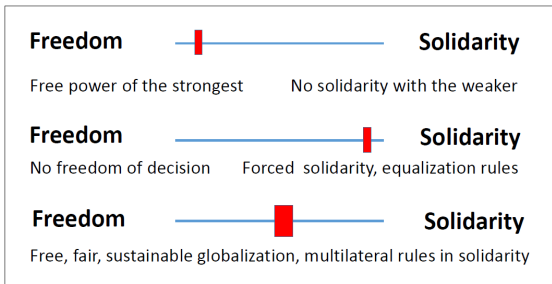 Freedom Solidarity
Free power of the strongest No solidarity with the weaker
Freedom Solidarity
No freedom of decision Forced solidarity, equalization rules
Freedom Solidarity
Free, fair, sustainable globalization, multilateral rules in solidarity